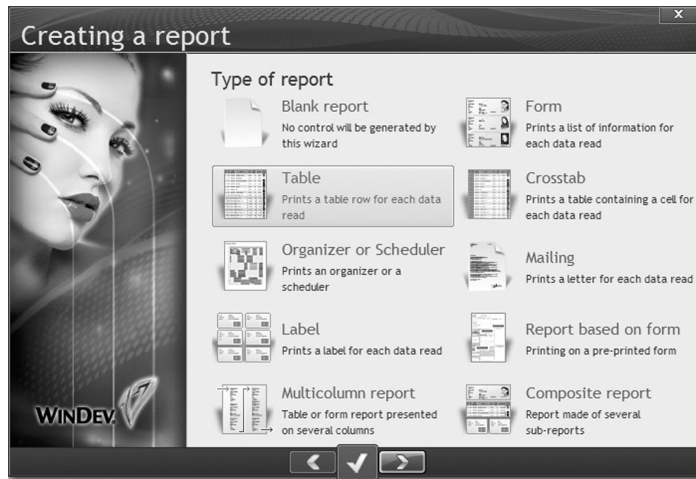 Creating a report
Type of report
Blank report
No control will be generated by
this wizard
Form
Prints a list of information for
each data read
Table
Prints a table row for each data
read
Crosstab
Prints a table containing a cell for
each data read
Organizer or Scheduler
Prints an organizer or a
scheduler
Mailing
Prints a letter for each data read
Label
Prints a label for each data read
Report based on form
Printing on a pre-printed form
Multicolumn report
Table or form report presented
on several columns
Composite report
Report made of several
sub-reports
WINDEV.